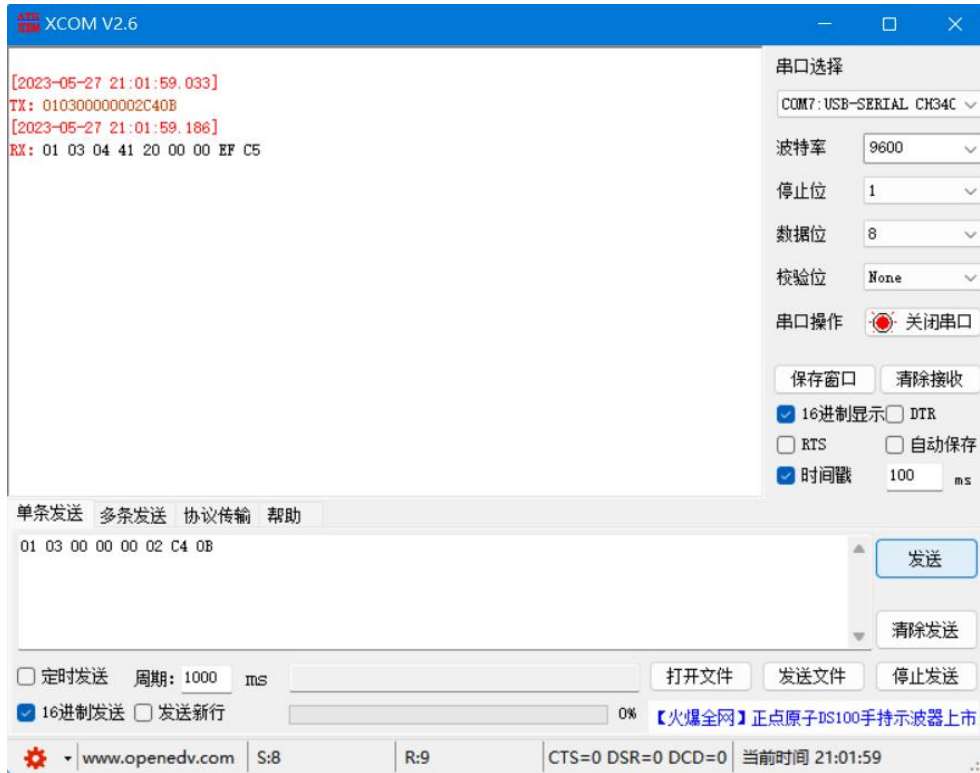 XCOM V2.6
[2023-05-27 21:01:59.033]
TX: 010300000002C40B
[2023-05-27 21:01:59.186]
RX: 01 03 04 41 20 00 00 EF C5
串口选择
COM7:USB-SERIAL CH34C
波特率 9600
停止位 1
数据位 8
校验位 None
串口操作 关闭串口
保存窗口 清除接收
16进制显示 DTR
RTS 自动保存
时间戳 100 ms
单条发送 多条发送 协议传输 帮助
01 03 00 00 00 02 C4 0B
发送
清除发送
定时发送 周期: 1000 ms 打开文件 发送文件 停止发送
16进制发送 发送新行 0% 【火爆全网】正点原子DS100手持示波器上市
www.openedv.com S:8 R:9 CTS=0 DSR=0 DCD=0 当前时间 21:01:59